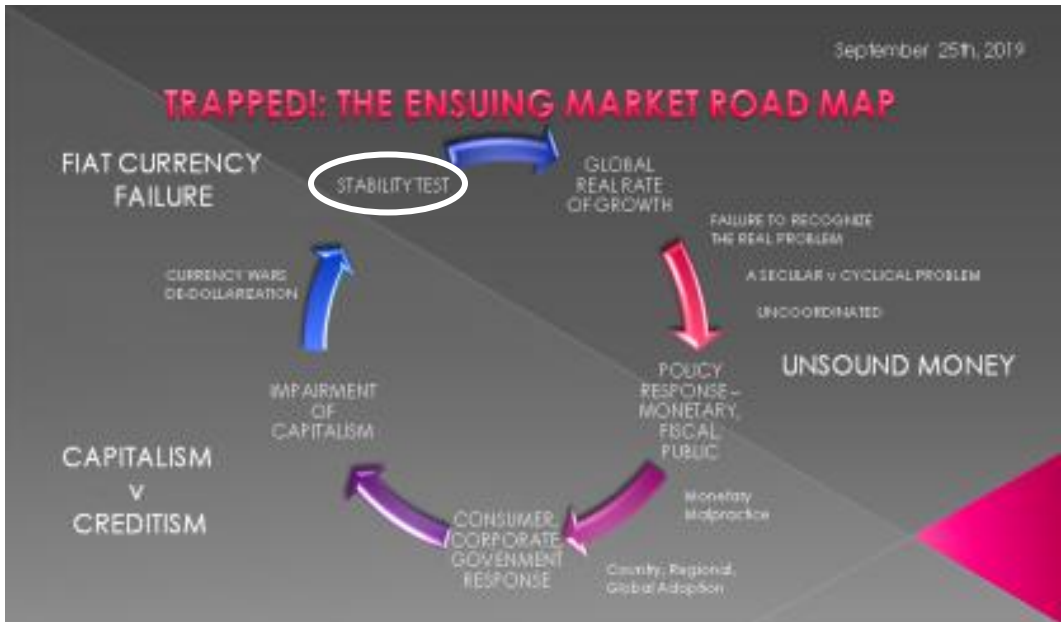 September 25th, 2019
TRAPPED!: THE ENSUING MARKET ROAD MAP
FIAT CURRENCY
FAILURE
STABILITY TEST
GLOBAL
REAL RATE
OF GROWTH
FAILURE TO RECOGNIZE
THE REAL PROBLEM
A SECULAR v CYCLICAL PROBLEM
UNCOORDINATED
CURRENCY WARS
DE-DOLLARIZATION
UNSOUND MONEY
POLICY
RESPONSE –
MONETARY,
FISCAL,
PUBLIC
IMPAIRMENT
OF
CAPITALISM
CAPITALISM
v
CREDITISM
Monetary
Malpractice
CONSUMER,
CORPORATE,
GOVENMENT
RESPONSE
Country, Regional,
Global Adoption